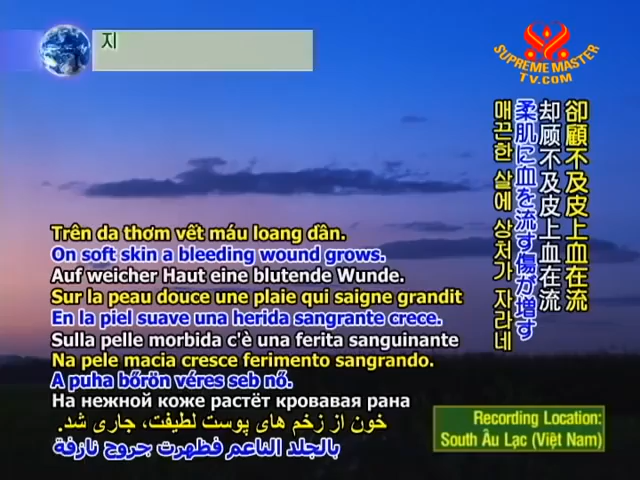 지
SUPREME MASTER
TV.COM
卻顧不及皮上血在流
却顾不及皮上血在流
柔肌に血を流す傷が増す
매끈한 살에 상처가 자라네
Trên da thơm vết máu loang dần.
On soft skin a bleeding wound grows.
Auf weicher Haut eine blutende Wunde.
Sur la peau douce une plaie qui saigne grandit
En la piel suave una herida sangrante crece.
Sulla pelle morbida c'è una ferita sanguinante
Na pele macia cresce ferimento sangrando.
A puha bőrön véres seb nő.
На нежной коже растёт кровавая рана
خون از زخم های پوست لطیفت، جاری شد.
بالجلد الناعم فظهرت جروح نازفة
Recording Location:
South Âu Lạc (Việt Nam)